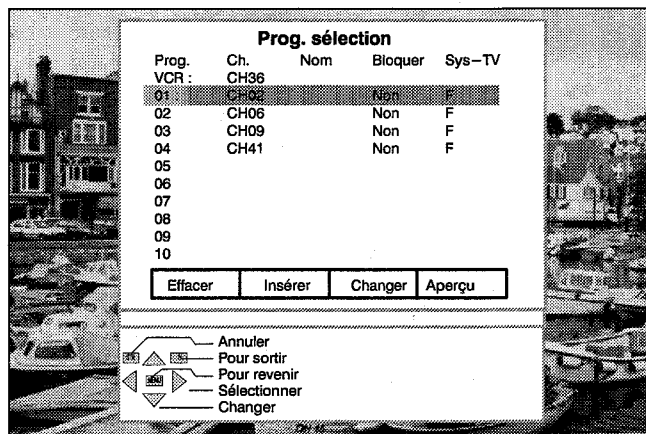 Prog. sélection
Prog. Ch. Nom Bloquer Sys-TV
VCR : CH36
01 : CH02 Non F
02 CH06 Non F
03 CH09 Non F
04 CH41 Non F
05
06
07
08
09
10
Effacer Insérer Changer Aperçu
Annuler
Pour sortir
Pour revenir
MENU
Sélectionner
Changer